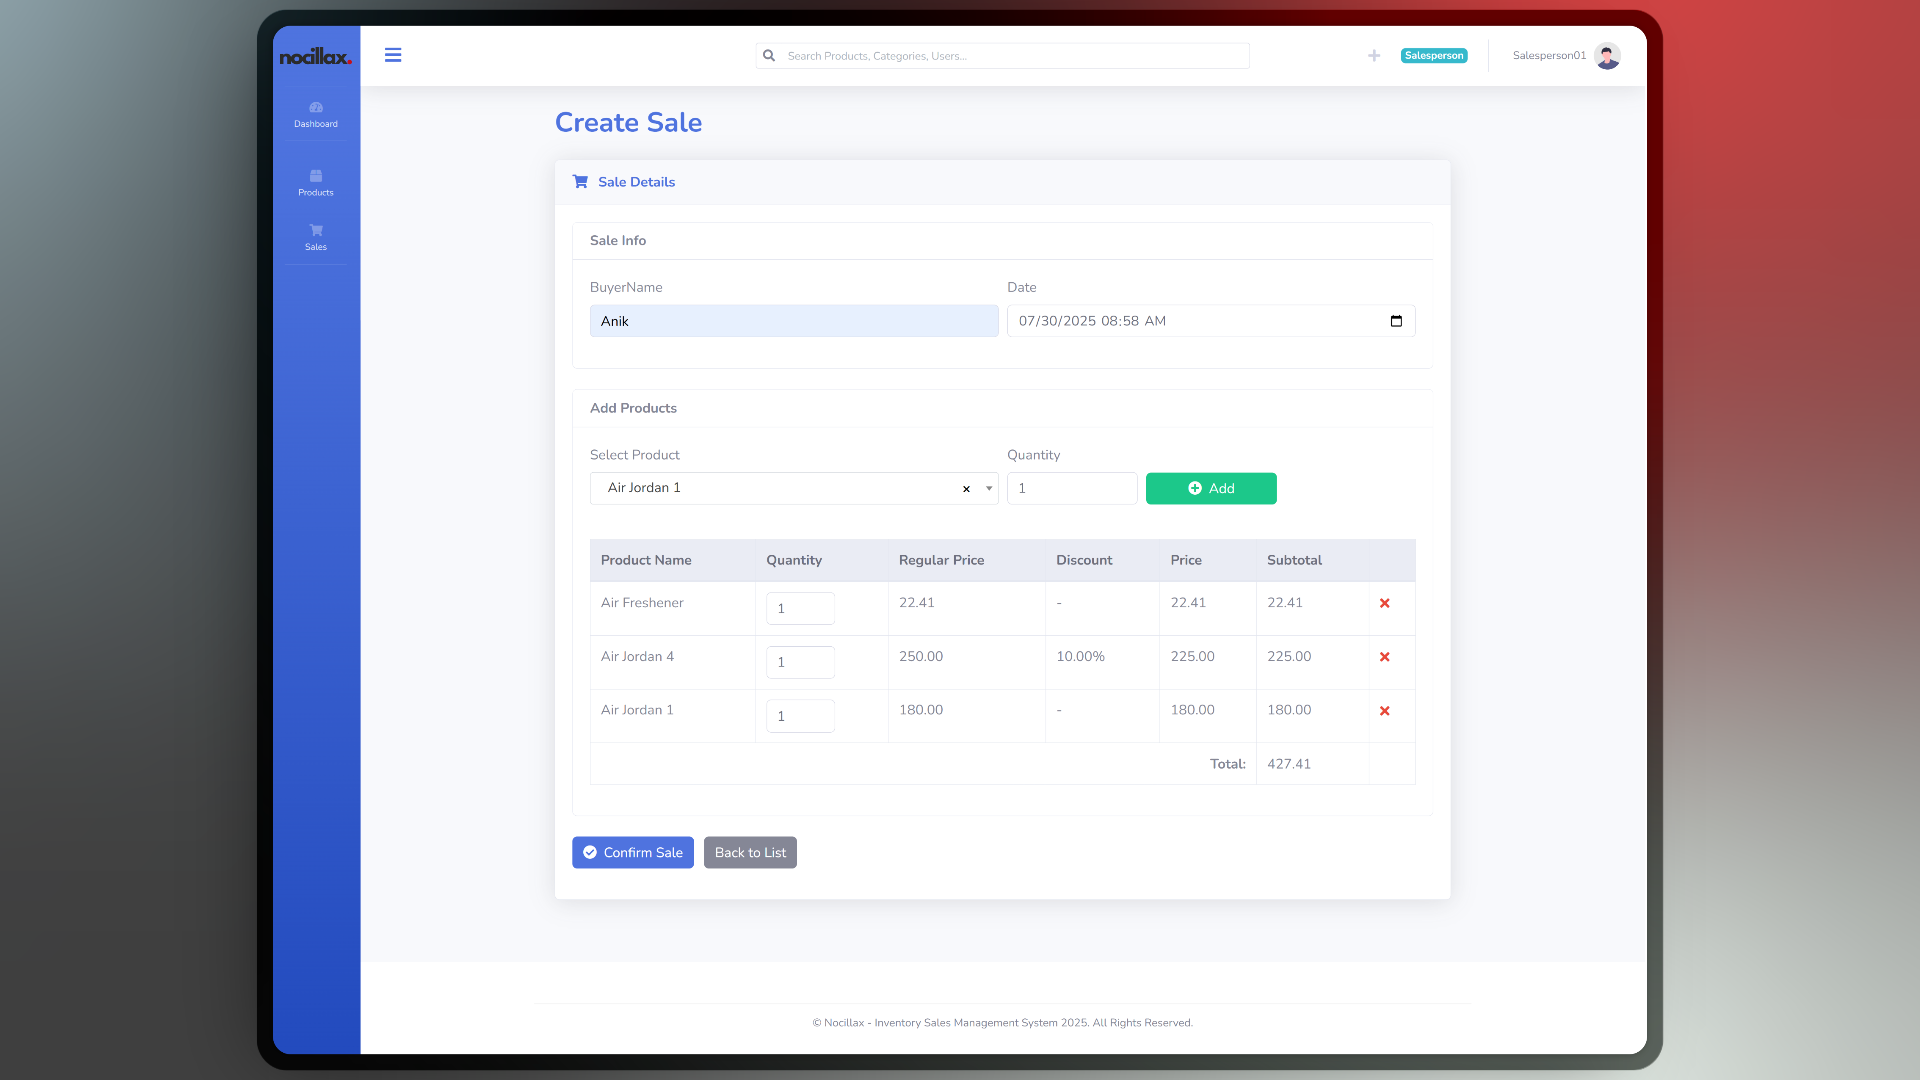 nocillax.
Search Products, Categories, Users...
Salesperson
Salesperson01
Dashboard
Products
Sales
Create Sale
Sale Details
Sale Info
BuyerName
Date
Anik
07/30/2025 08:58 AM
Add Products
Select Product
Quantity
Air Jordan 1
×
1
Add
Product Name Quantity Regular Price Discount Price Subtotal
Air Freshener 1 22.41 - 22.41 22.41
Air Jordan 4 1 250.00 10.00% 225.00 225.00
Air Jordan 1 1 180.00 - 180.00 180.00
Total: 427.41
Confirm Sale
Back to List
© Nocillax - Inventory Sales Management System 2025. All Rights Reserved.